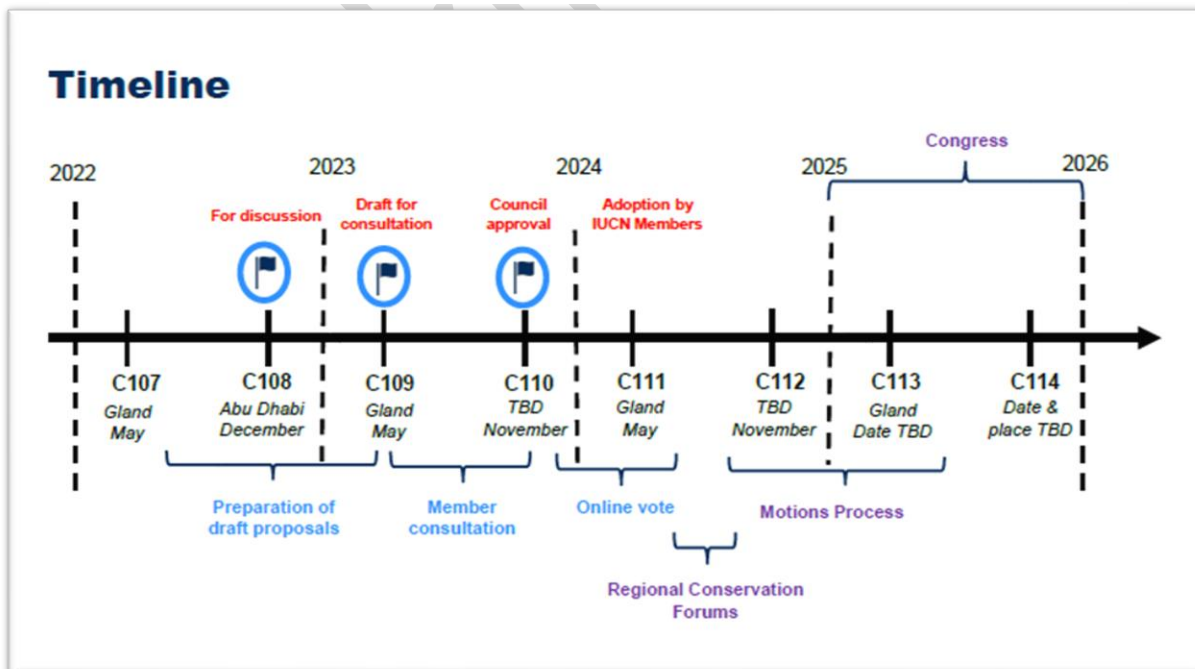 Timeline
Congress
2022
2023
2024
2025
2026
For discussion
Draft for
consultation
Council
approval
Adoption by
IUCN Members
C107
Gland
May
C108
Abu Dhabi
December
C109
Gland
May
C110
TBD
November
C111
Gland
May
C112
TBD
November
C113
Gland
Date TBD
C114
Date &
place TBD
Preparation of
draft proposals
Member
consultation
Online vote
Motions Process
Regional Conservation
Forums